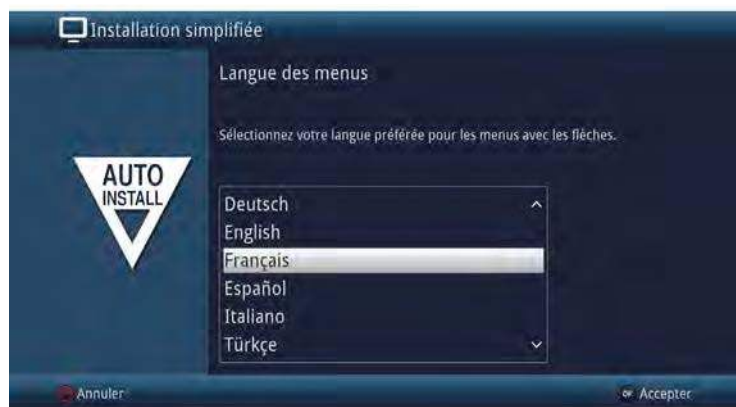 Installation simplifiée
Langue des menus
Sélectionnez votre langue préférée pour les menus avec les flèches.
AUTO
INSTALL
Deutsch
English
Français
Español
Italiano
Türkçe
Annuler
OK Accepter